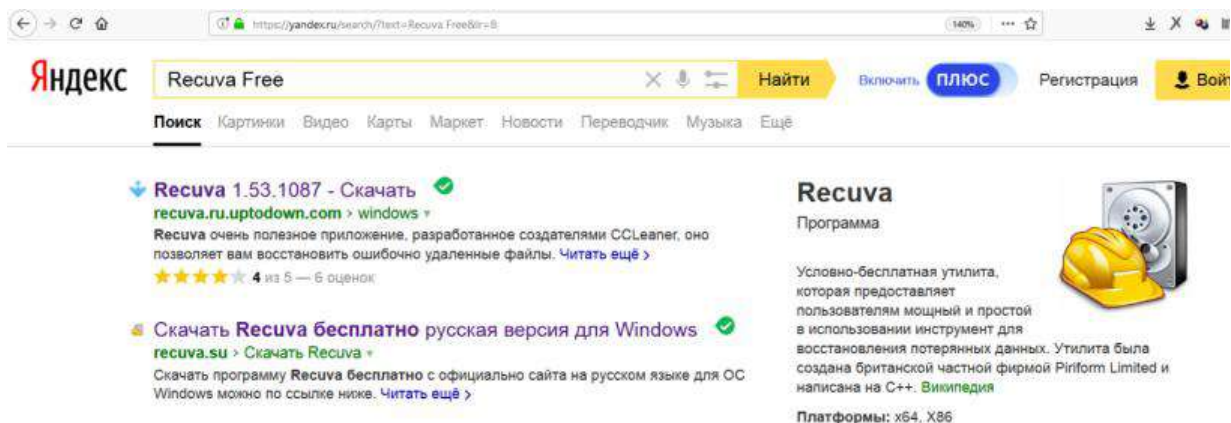 https://yandex.ru/search/?text=Recuva Free&lr=8
140%
Яндекс
Recuva Free
Найти
Включить ПЛЮС
Регистрация
Войт
Поиск Картинки Видео Карты Маркет Новости Переводчик Музыка Ещё
Recuva 1.53.1087 - Скачать
recuva.ru.uptodown.com › windows
Recuva очень полезное приложение, разработанное создателями CCLeaner, оно
позволяет вам восстановить ошибочно удаленные файлы. Читать ещё ›
4 из 5 — 6 оценок
Скачать Recuva бесплатно русская версия для Windows
recuva.su › Скачать Recuva
Скачать программу Recuva бесплатно с официально сайта на русском языке для ОС
Windows можно по ссылке ниже. Читать ещё ›
Recuva
Программа
Условно-бесплатная утилита,
которая предоставляет
пользователям мощный и простой
в использовании инструмент для
восстановления потерянных данных. Утилита была
создана британской частной фирмой Piriform Limited и
написана на C++. Википедия
Платформы: x64, X86